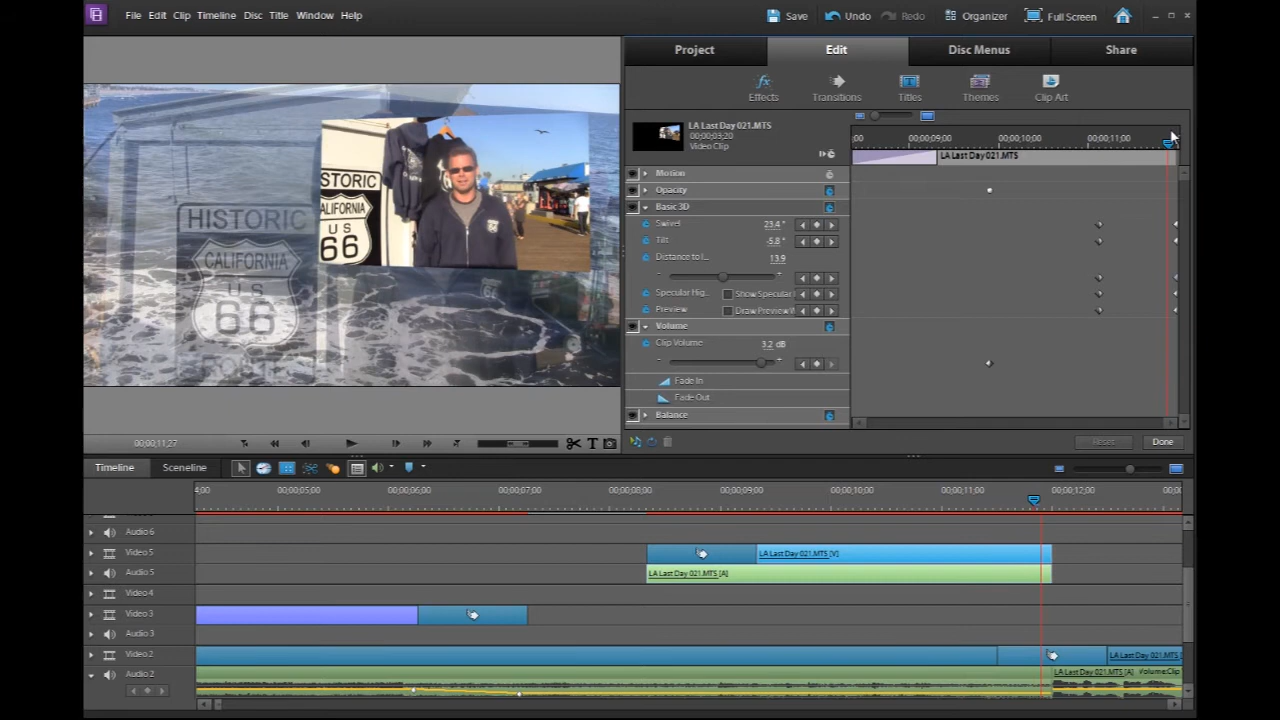 File Edit Clip Timeline Disc Title Window Help
Save Undo Redo Organizer Full Screen
Project Edit Disc Menus Share
Effects Transitions Titles Themes Clip Art
LA Last Day 021.MTS
00;00;03;20
Video Clip
;00 00;00;09;00 00;00;10;00 00;00;11;00
LA Last Day 021.MTS
Motion
Opacity
Basic 3D
Swivel 23.4 °
Tilt -5.8 °
Distance to I... 13.9
- +
Specular Hig... Show Specular
Preview Draw Preview
Volume
Clip Volume 3.2 dB
- +
Fade In
Fade Out
Balance
Reset Done
HISTORIC
CALIFORNIA
US
66
HISTORIC
CALIFORNIA
U S
66
00;00;11;27
Timeline Sceneline
4;00 00;00;05;00 00;00;06;00 00;00;07;00 00;00;08;00 00;00;09;00 00;00;10;00 00;00;11;00 00;00;12;00
Audio 6
Video 5 LA Last Day 021.MTS [V]
Audio 5 LA Last Day 021.MTS [A]
Video 4
Video 3
Audio 3
Video 2 LA Last Day 021.MTS [
Audio 2 LA Last Day 021.MTS [A] Volume:Clip